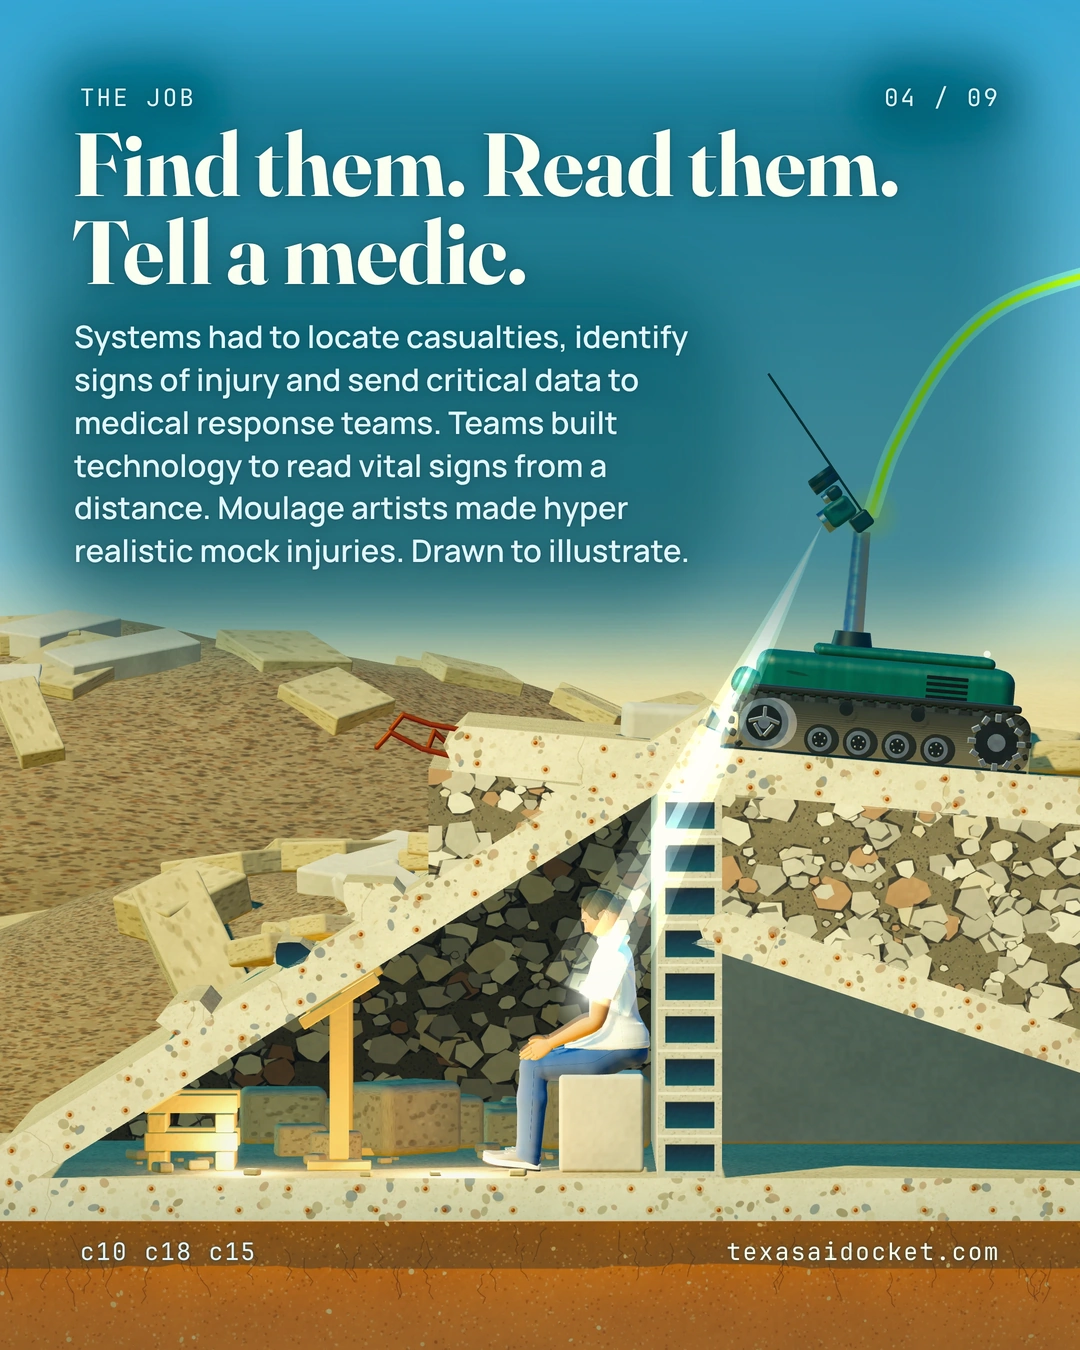 THE JOB
04 / 09
Find them. Read them.
Tell a medic.
Systems had to locate casualties, identify
signs of injury and send critical data to
medical response teams. Teams built
technology to read vital signs from a
distance. Moulage artists made hyper
realistic mock injuries. Drawn to illustrate.
c10 c18 c15
texasaidocket.com